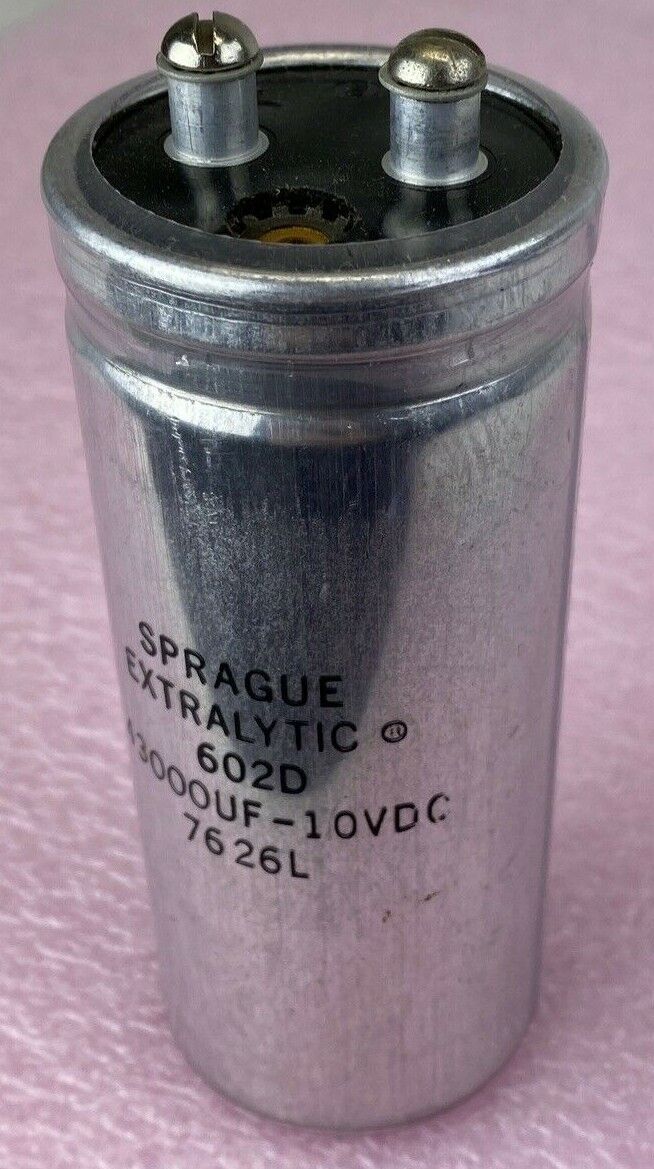 SPRAGUE
EXTRALYTIC ®
602D
43000UF-10VDC
7626L